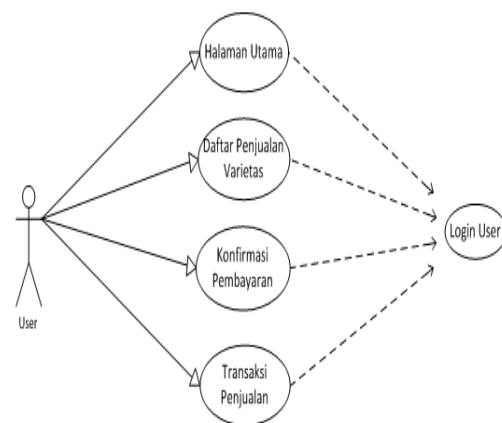 Halaman Utama
Daftar Penjualan
Varietas
Login User
Konfirmasi
Pembayaran
User
Transaksi
Penjualan